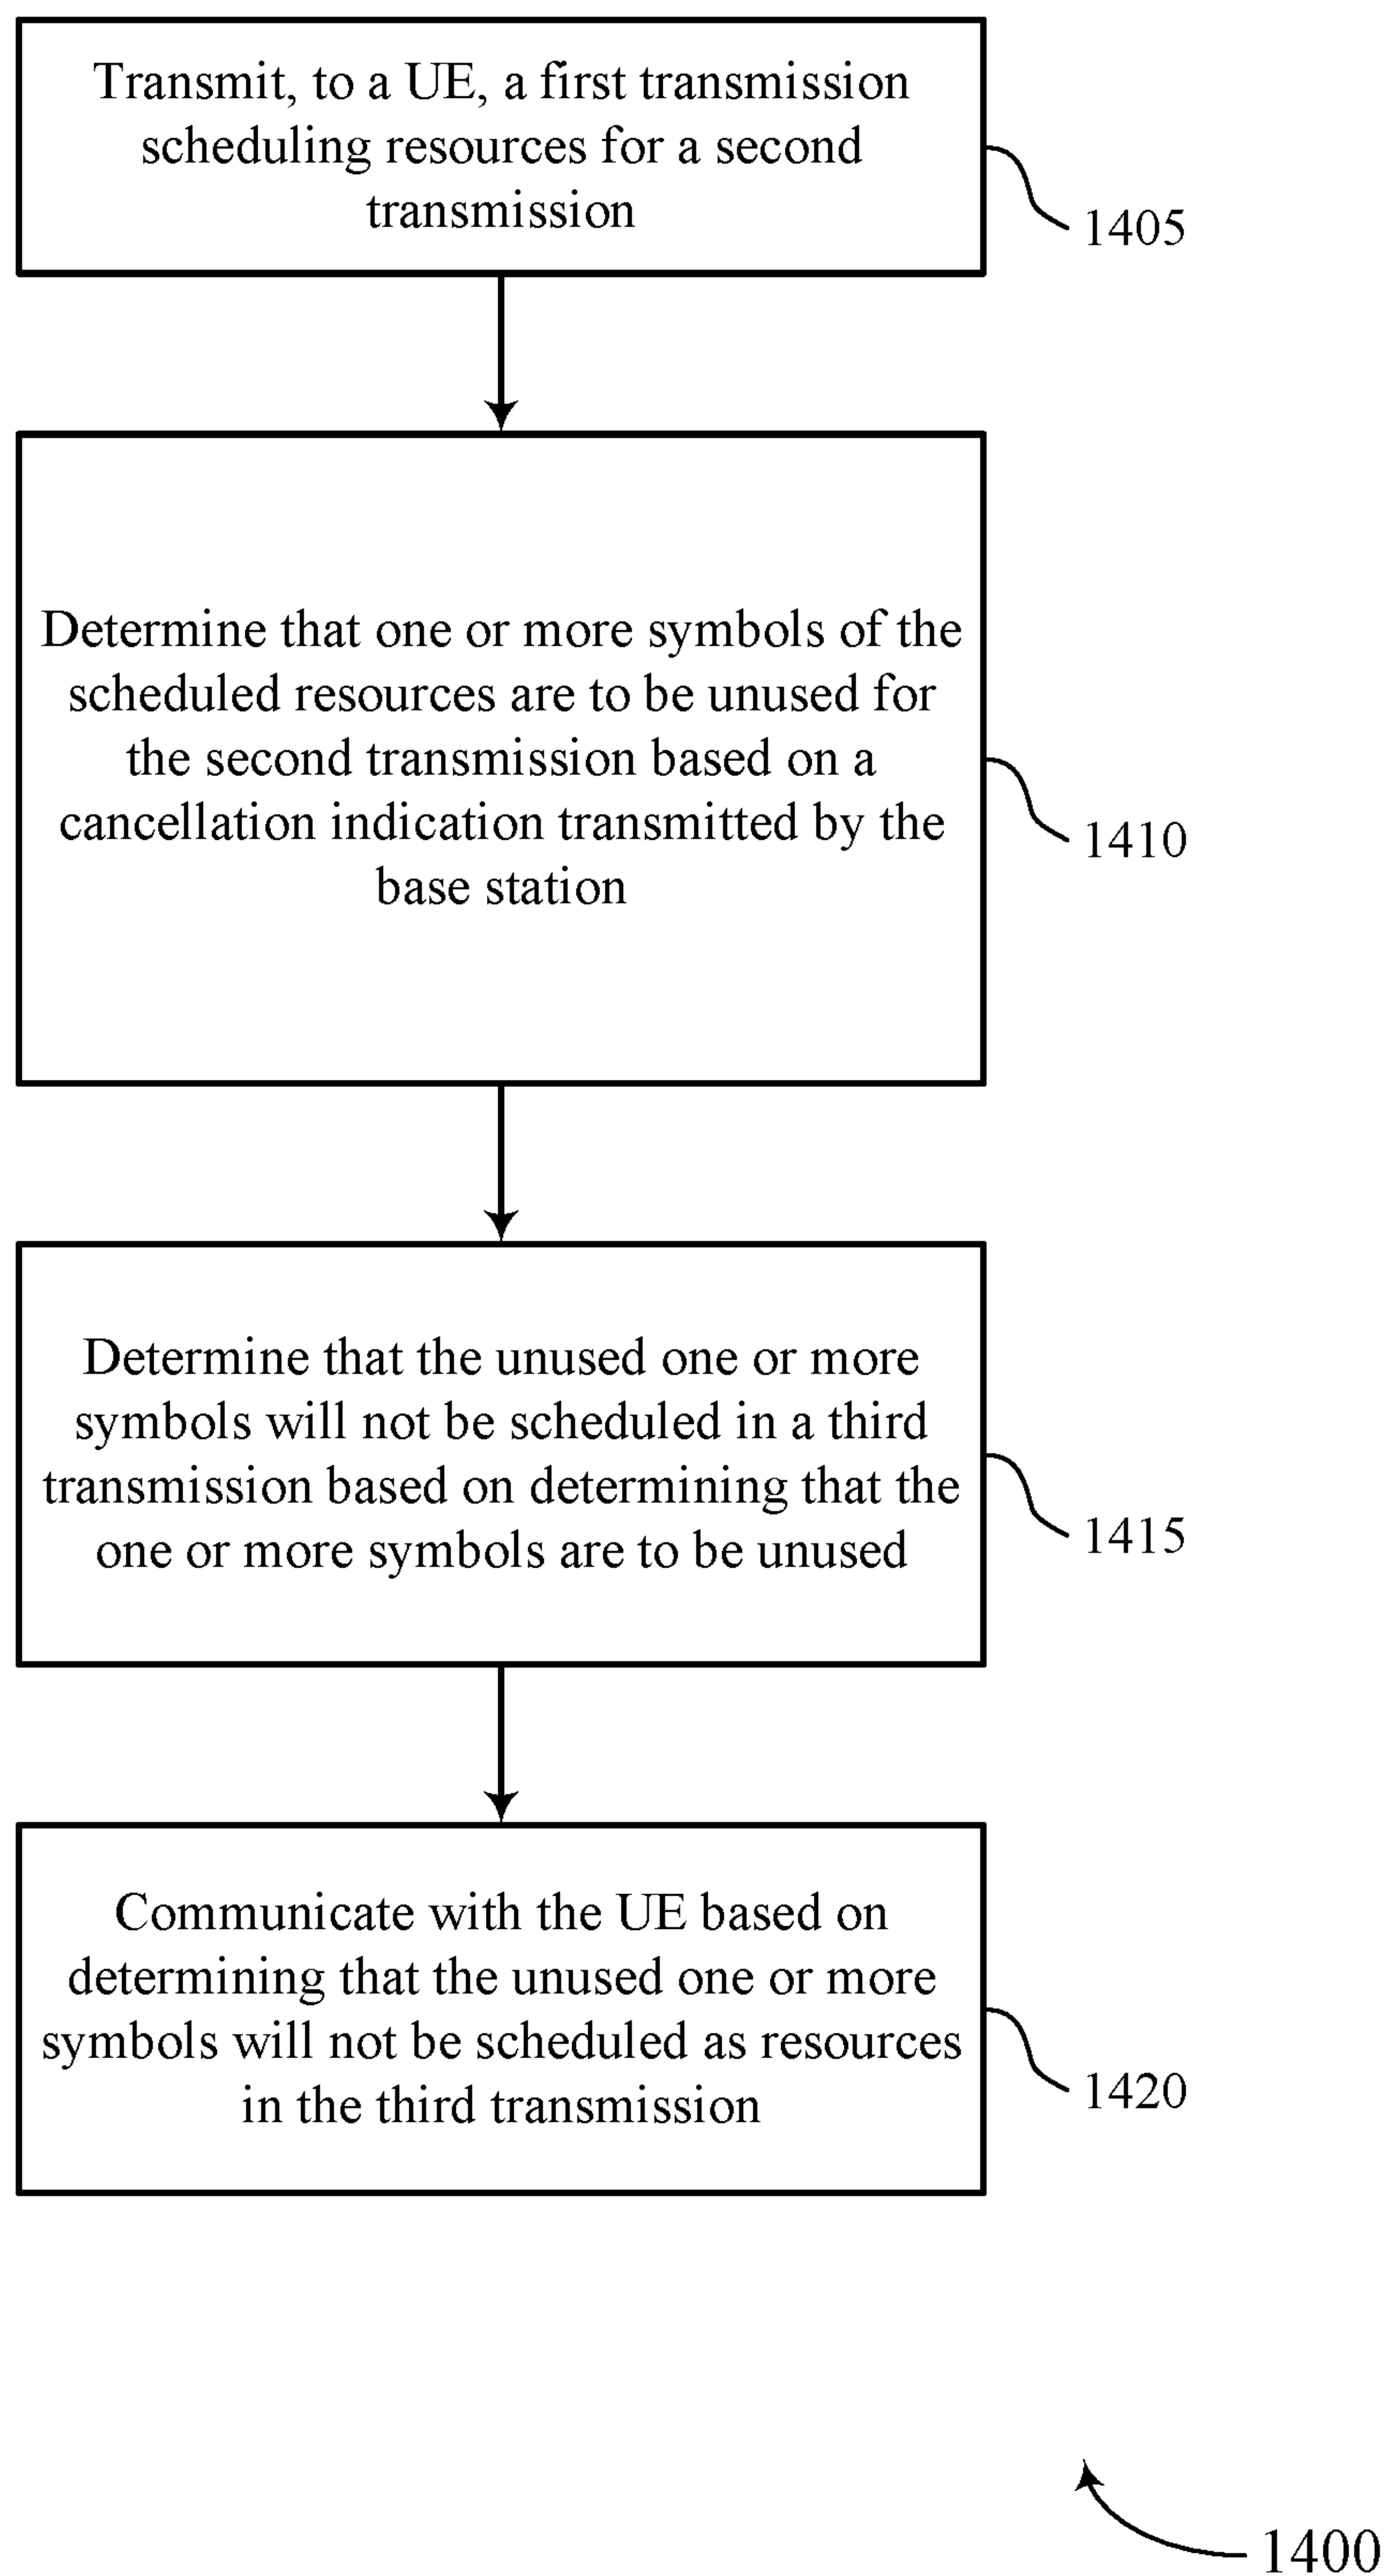 Transmit, to a UE, a first transmission
scheduling resources for a second
transmission
1405
Determine that one or more symbols of the
scheduled resources are to be unused for
the second transmission based on a
cancellation indication transmitted by the
base station
1410
Determine that the unused one or more
symbols will not be scheduled in a third
transmission based on determining that the
one or more symbols are to be unused
1415
Communicate with the UE based on
determining that the unused one or more
symbols will not be scheduled as resources
in the third transmission
1420
1400